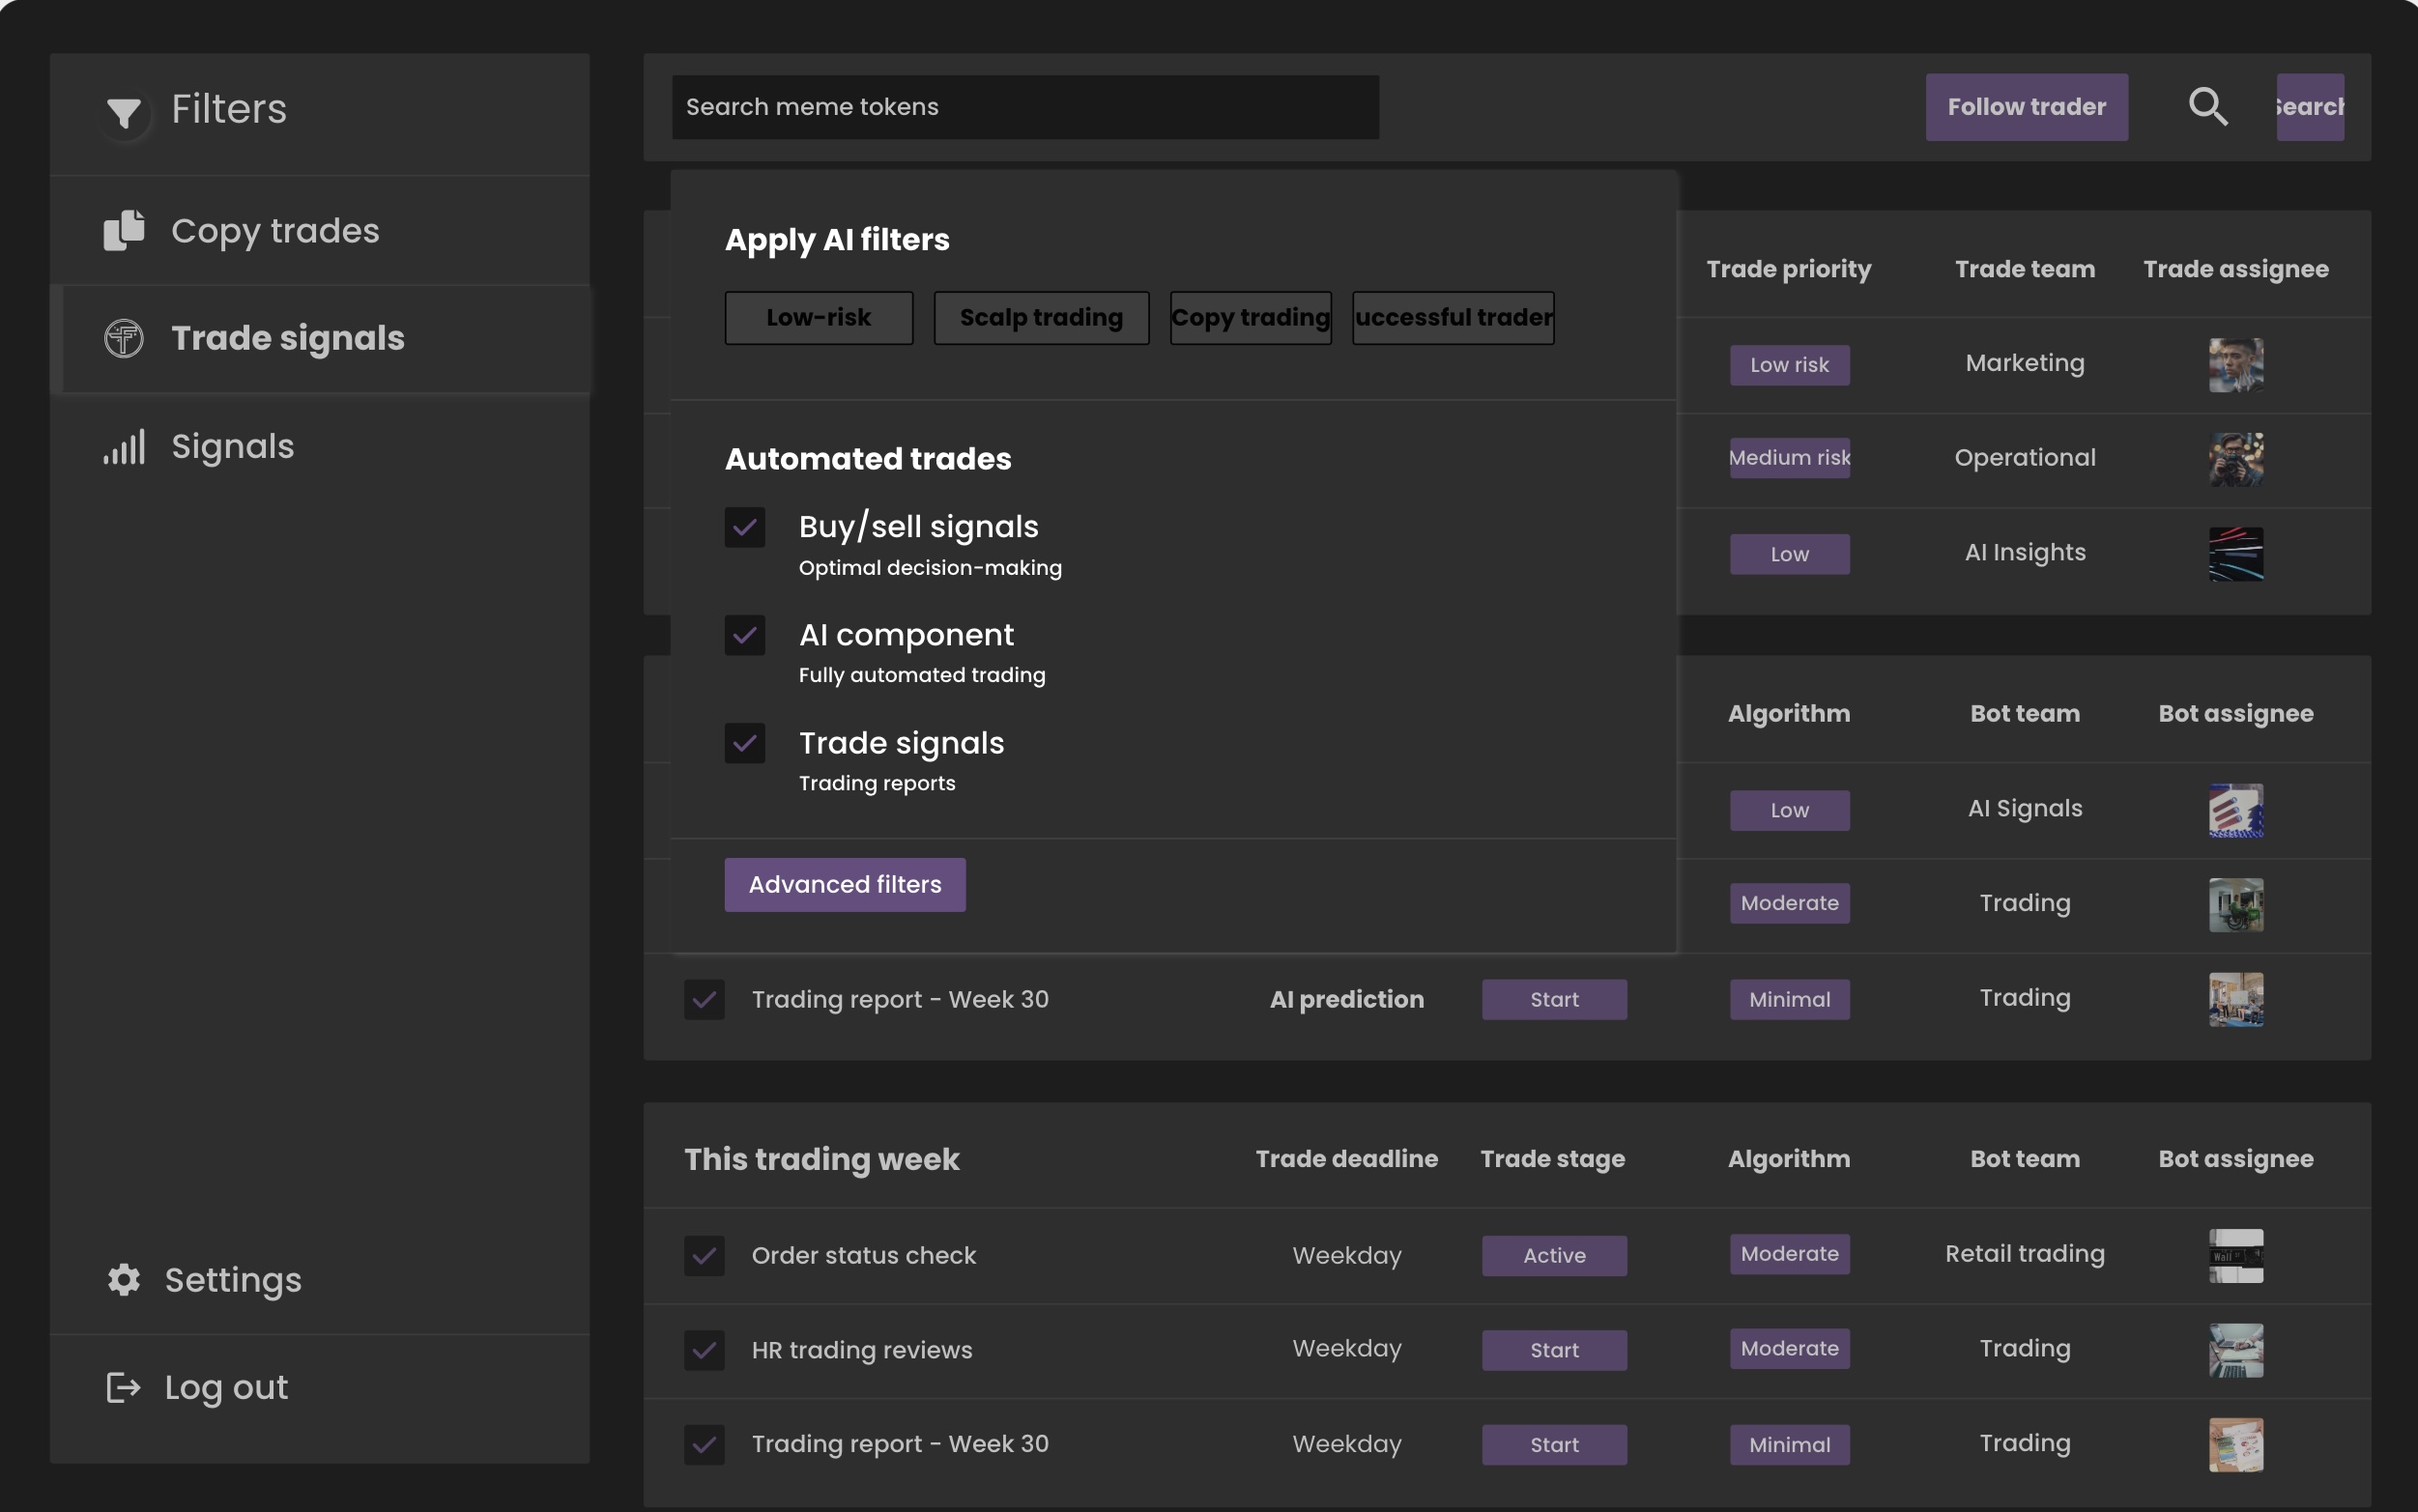 Filters
Copy trades
Trade signals
Signals
Settings
Log out
Search meme tokens
Follow trader
Search
Apply AI filters
Low-risk
Scalp trading
Copy trading
uccessful trader
Automated trades
Buy/sell signals
Optimal decision-making
AI component
Fully automated trading
Trade signals
Trading reports
Advanced filters
Trade priority Trade team Trade assignee
Low risk Marketing
Medium risk Operational
Low AI Insights
Algorithm Bot team Bot assignee
Low AI Signals
Moderate Trading
Trading report - Week 30 AI prediction Start Minimal Trading
This trading week Trade deadline Trade stage Algorithm Bot team Bot assignee
Order status check Weekday Active Moderate Retail trading
Wall
HR trading reviews Weekday Start Moderate Trading
Trading report - Week 30 Weekday Start Minimal Trading